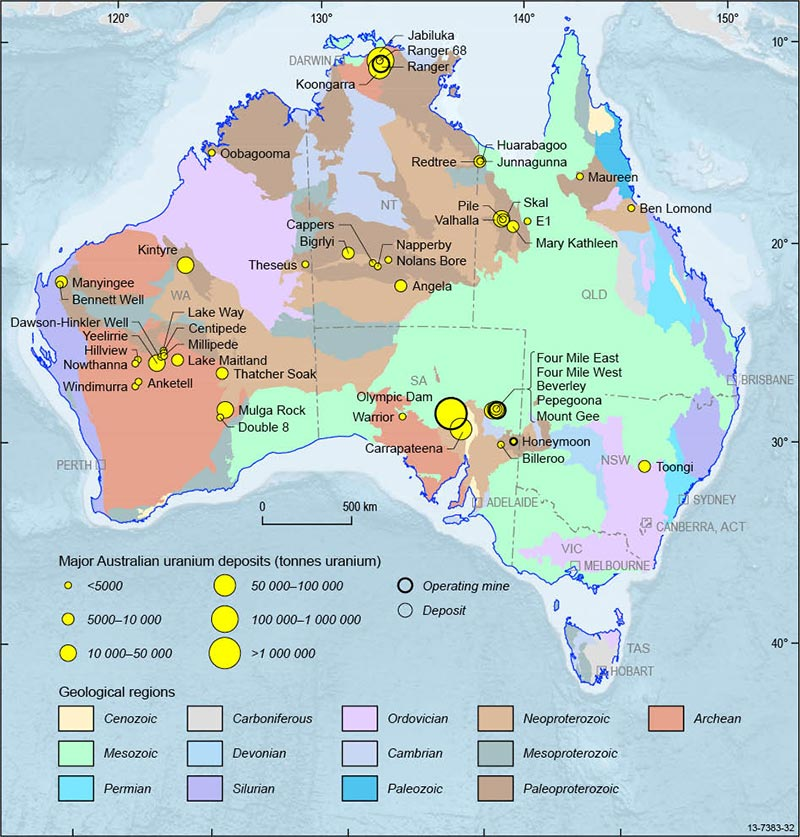 120°
130°
140°
150°
10°
Jabiluka
Ranger 68
DARWIN
Ranger
Koongarra
Huarabagoo
Oobagooma
Redtree
Junnagunna
Maureen
NT
Pile
Skal
Ben Lomond
Valhalla
E1
Cappers
Mary Kathleen
20°
Bigrlyi
Napperby
Kintyre
Theseus
Nolans Bore
Manyingee
Angela
WA
QLD
Bennett Well
Lake Way
Dawson-Hinkler Well
Centipede
Yeelirrie
Millipede
Hillview
Lake Maitland
Four Mile East
Nowthanna
Thatcher Soak
Four Mile West
SA
BRISBANE
Windimurra
Anketell
Beverley
Olympic Dam
Pepegoona
Mulga Rock
Warrior
Mount Gee
Double 8
30°
Honeymoon
Carrapateena
Billeroo
NSW
PERTH
Toongi
0
500 km
ADELAIDE
SYDNEY
CANBERRA, ACT
VIC
MELBOURNE
Major Australian uranium deposits (tonnes uranium)
<5000
50 000–100 000
Operating mine
5000–10 000
100 000–1 000 000
Deposit
10 000–50 000
>1 000 000
40°
TAS
HOBART
Geological regions
Cenozoic
Carboniferous
Ordovician
Neoproterozoic
Archean
Mesozoic
Devonian
Cambrian
Mesoproterozoic
Permian
Silurian
Paleozoic
Paleoproterozoic
13-7383-32